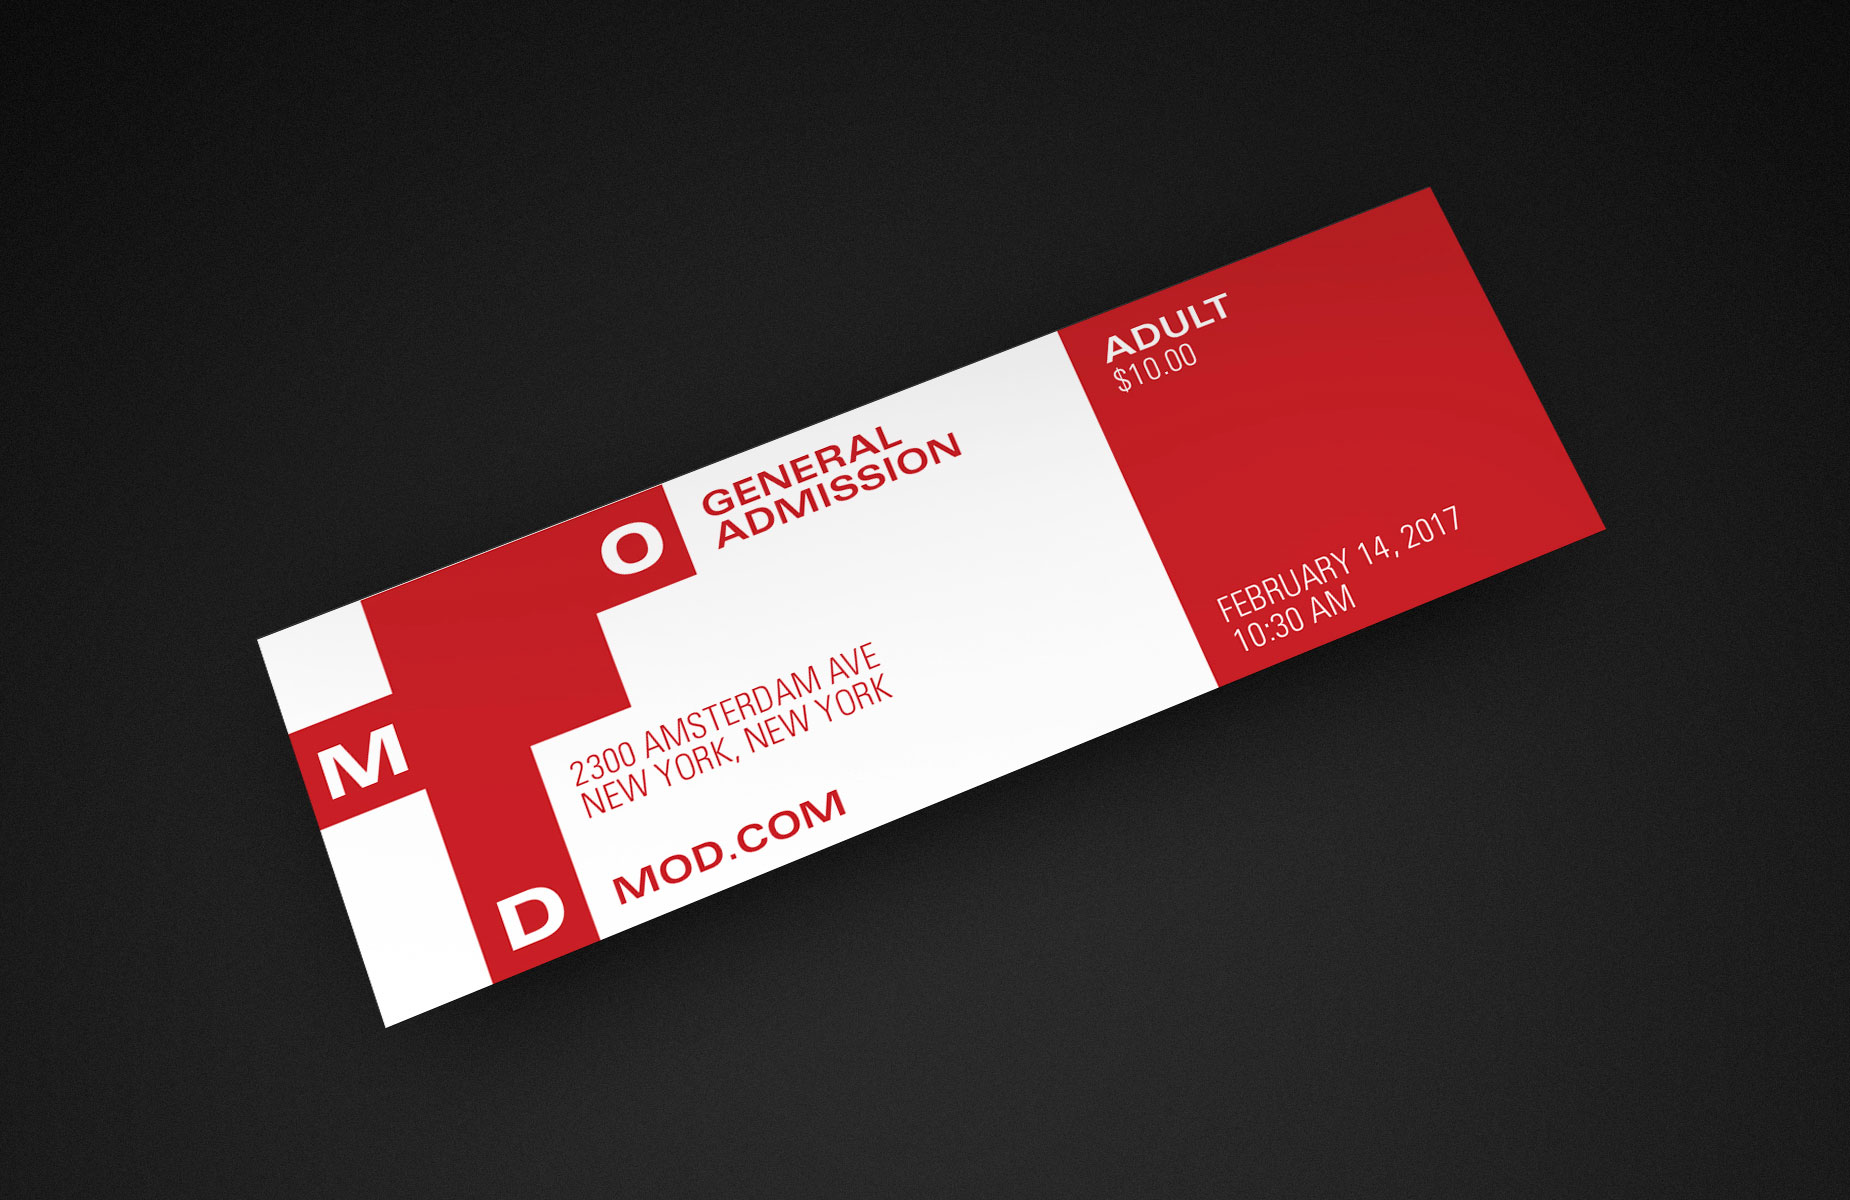 M
O
D
GENERAL
ADMISSION
2300 AMSTERDAM AVE
NEW YORK, NEW YORK
MOD.COM
ADULT
$10.00
FEBRUARY 14, 2017
10:30 AM